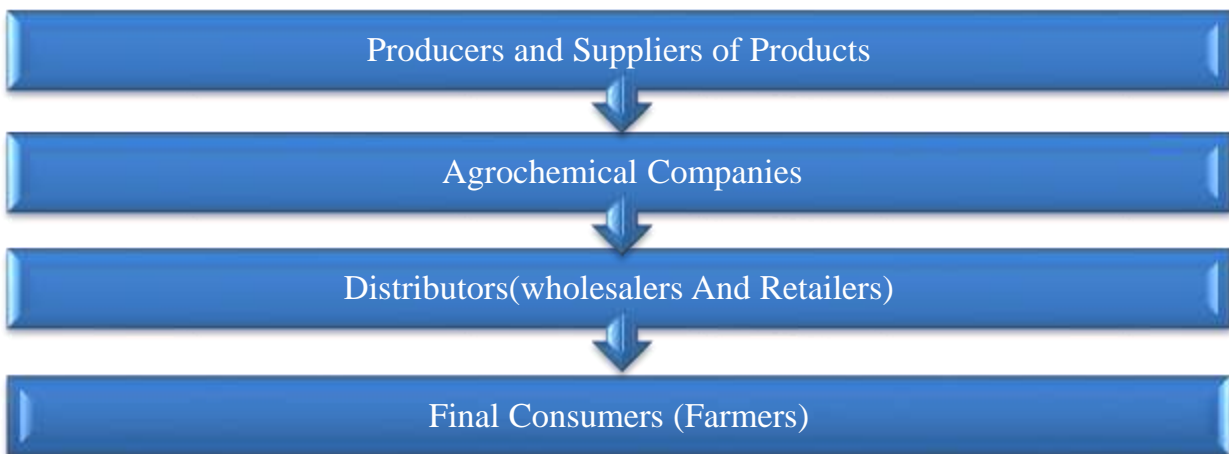 Producers and Suppliers of Products
Agrochemical Companies
Distributors(wholesalers And Retailers)
Final Consumers (Farmers)